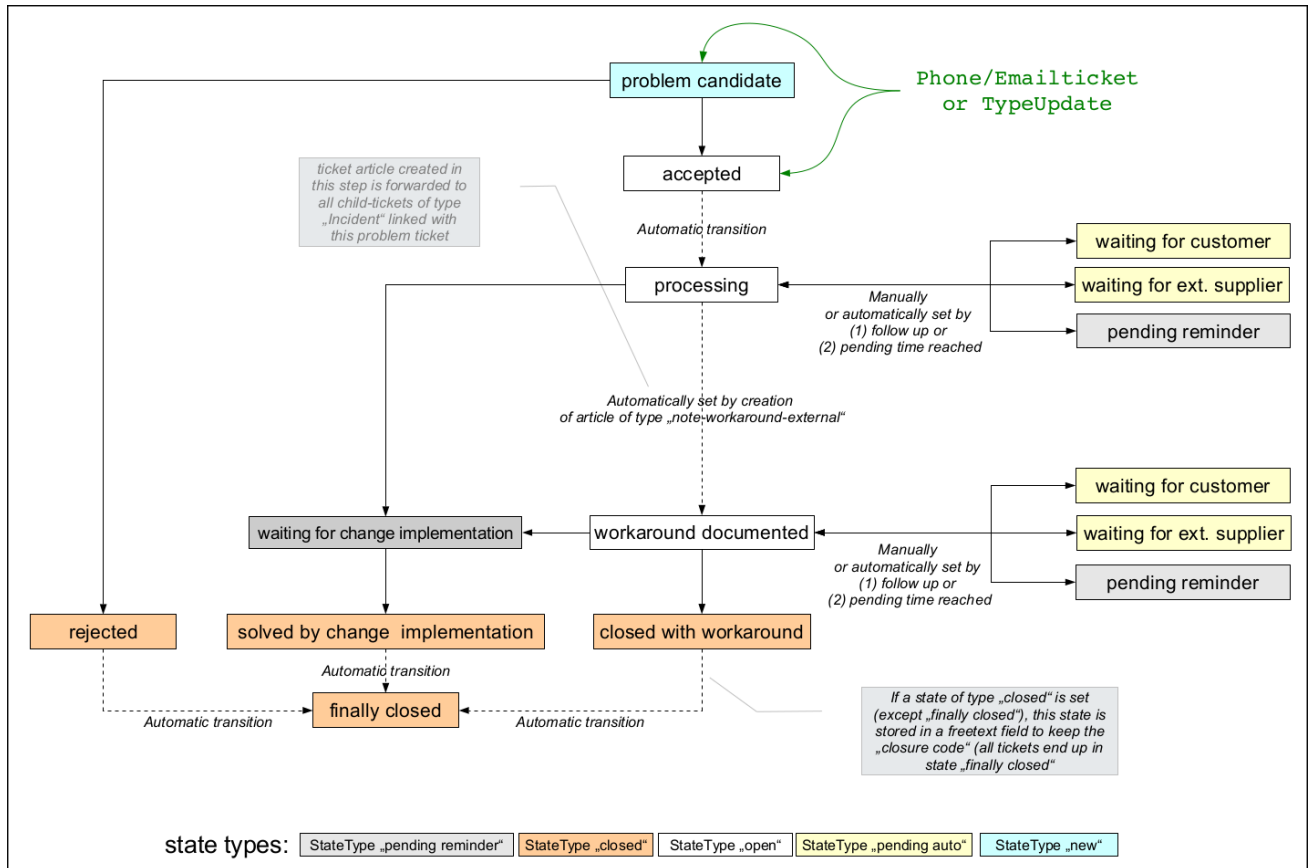 problem candidate
Phone/Emailticket
or TypeUpdate
ticket article created in
this step is forwarded to
all child-tickets of type
„Incident“ linked with
this problem ticket
accepted
Automatic transition
waiting for customer
processing
waiting for ext. supplier
Manually
or automatically set by
(1) follow up or
(2) pending time reached
pending reminder
Automatically set by creation
of article of type „note-workaround-external“
waiting for customer
waiting for change implementation
workaround documented
waiting for ext. supplier
Manually
or automatically set by
(1) follow up or
(2) pending time reached
pending reminder
rejected
solved by change implementation
closed with workaround
Automatic transition
finally closed
Automatic transition
Automatic transition
If a state of type „closed“ is set
(except „finally closed“), this state is
stored in a freetext field to keep the
„closure code“ (all tickets end up in
state „finally closed“
state types:
StateType „pending reminder“
StateType „closed“
StateType „open“
StateType „pending auto“
StateType „new“